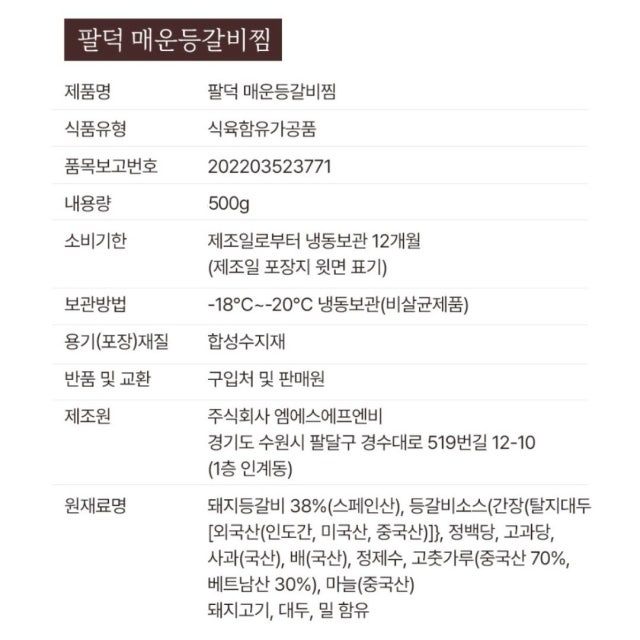 팔덕 매운등갈비찜
제품명 팔덕 매운등갈비찜
식품유형 식육함유가공품
품목보고번호 202203523771
내용량 500g
소비기한 제조일로부터 냉동보관 12개월
(제조일 포장지 윗면 표기)
보관방법 -18°C~-20°C 냉동보관(비살균제품)
용기(포장)재질 합성수지재
반품 및 교환 구입처 및 판매원
제조원 주식회사 엠에스에프엔비
경기도 수원시 팔달구 경수대로 519번길 12-10
(1층 인계동)
원재료명 돼지등갈비 38%(스페인산), 등갈비소스(간장(탈지대두
[외국산(인도간, 미국산, 중국산)]}, 정백당, 고과당,
사과(국산), 배(국산), 정제수, 고춧가루(중국산 70%,
베트남산 30%), 마늘(중국산)
돼지고기, 대두, 밀 함유